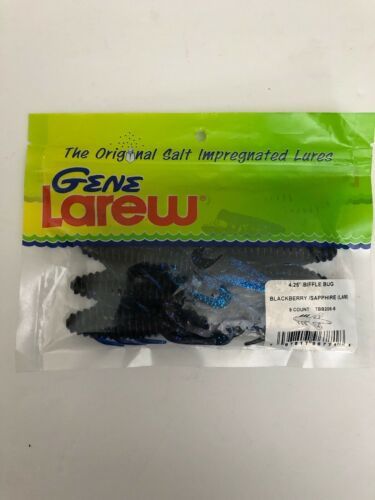 The Original Salt Impregnated Lures
GENE
Larew®
4.25" BIFFLE BUG
BLACKBERRY /SAPPHIRE (LAM)
8 COUNT